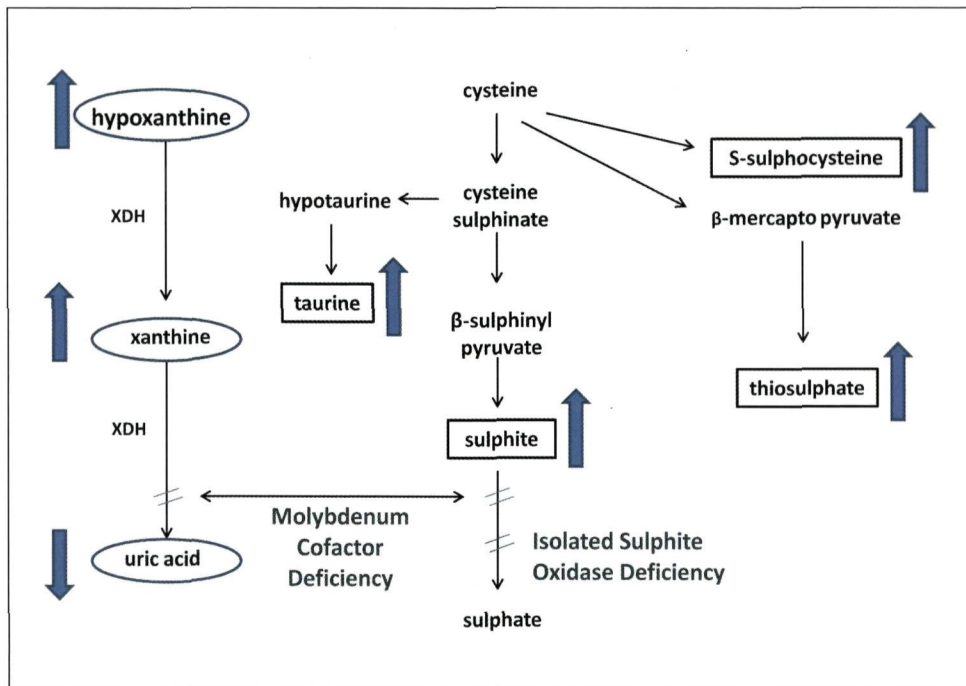 hypoxanthine
XDH
xanthine
XDH
uric acid
cysteine
cysteine
sulphinate
hypotaurine
taurine
β-sulphinyl
pyruvate
sulphite
sulphate
S-sulphocysteine
β-mercapto pyruvate
thiosulphate
Molybdenum
Cofactor
Deficiency
Isolated Sulphite
Oxidase Deficiency